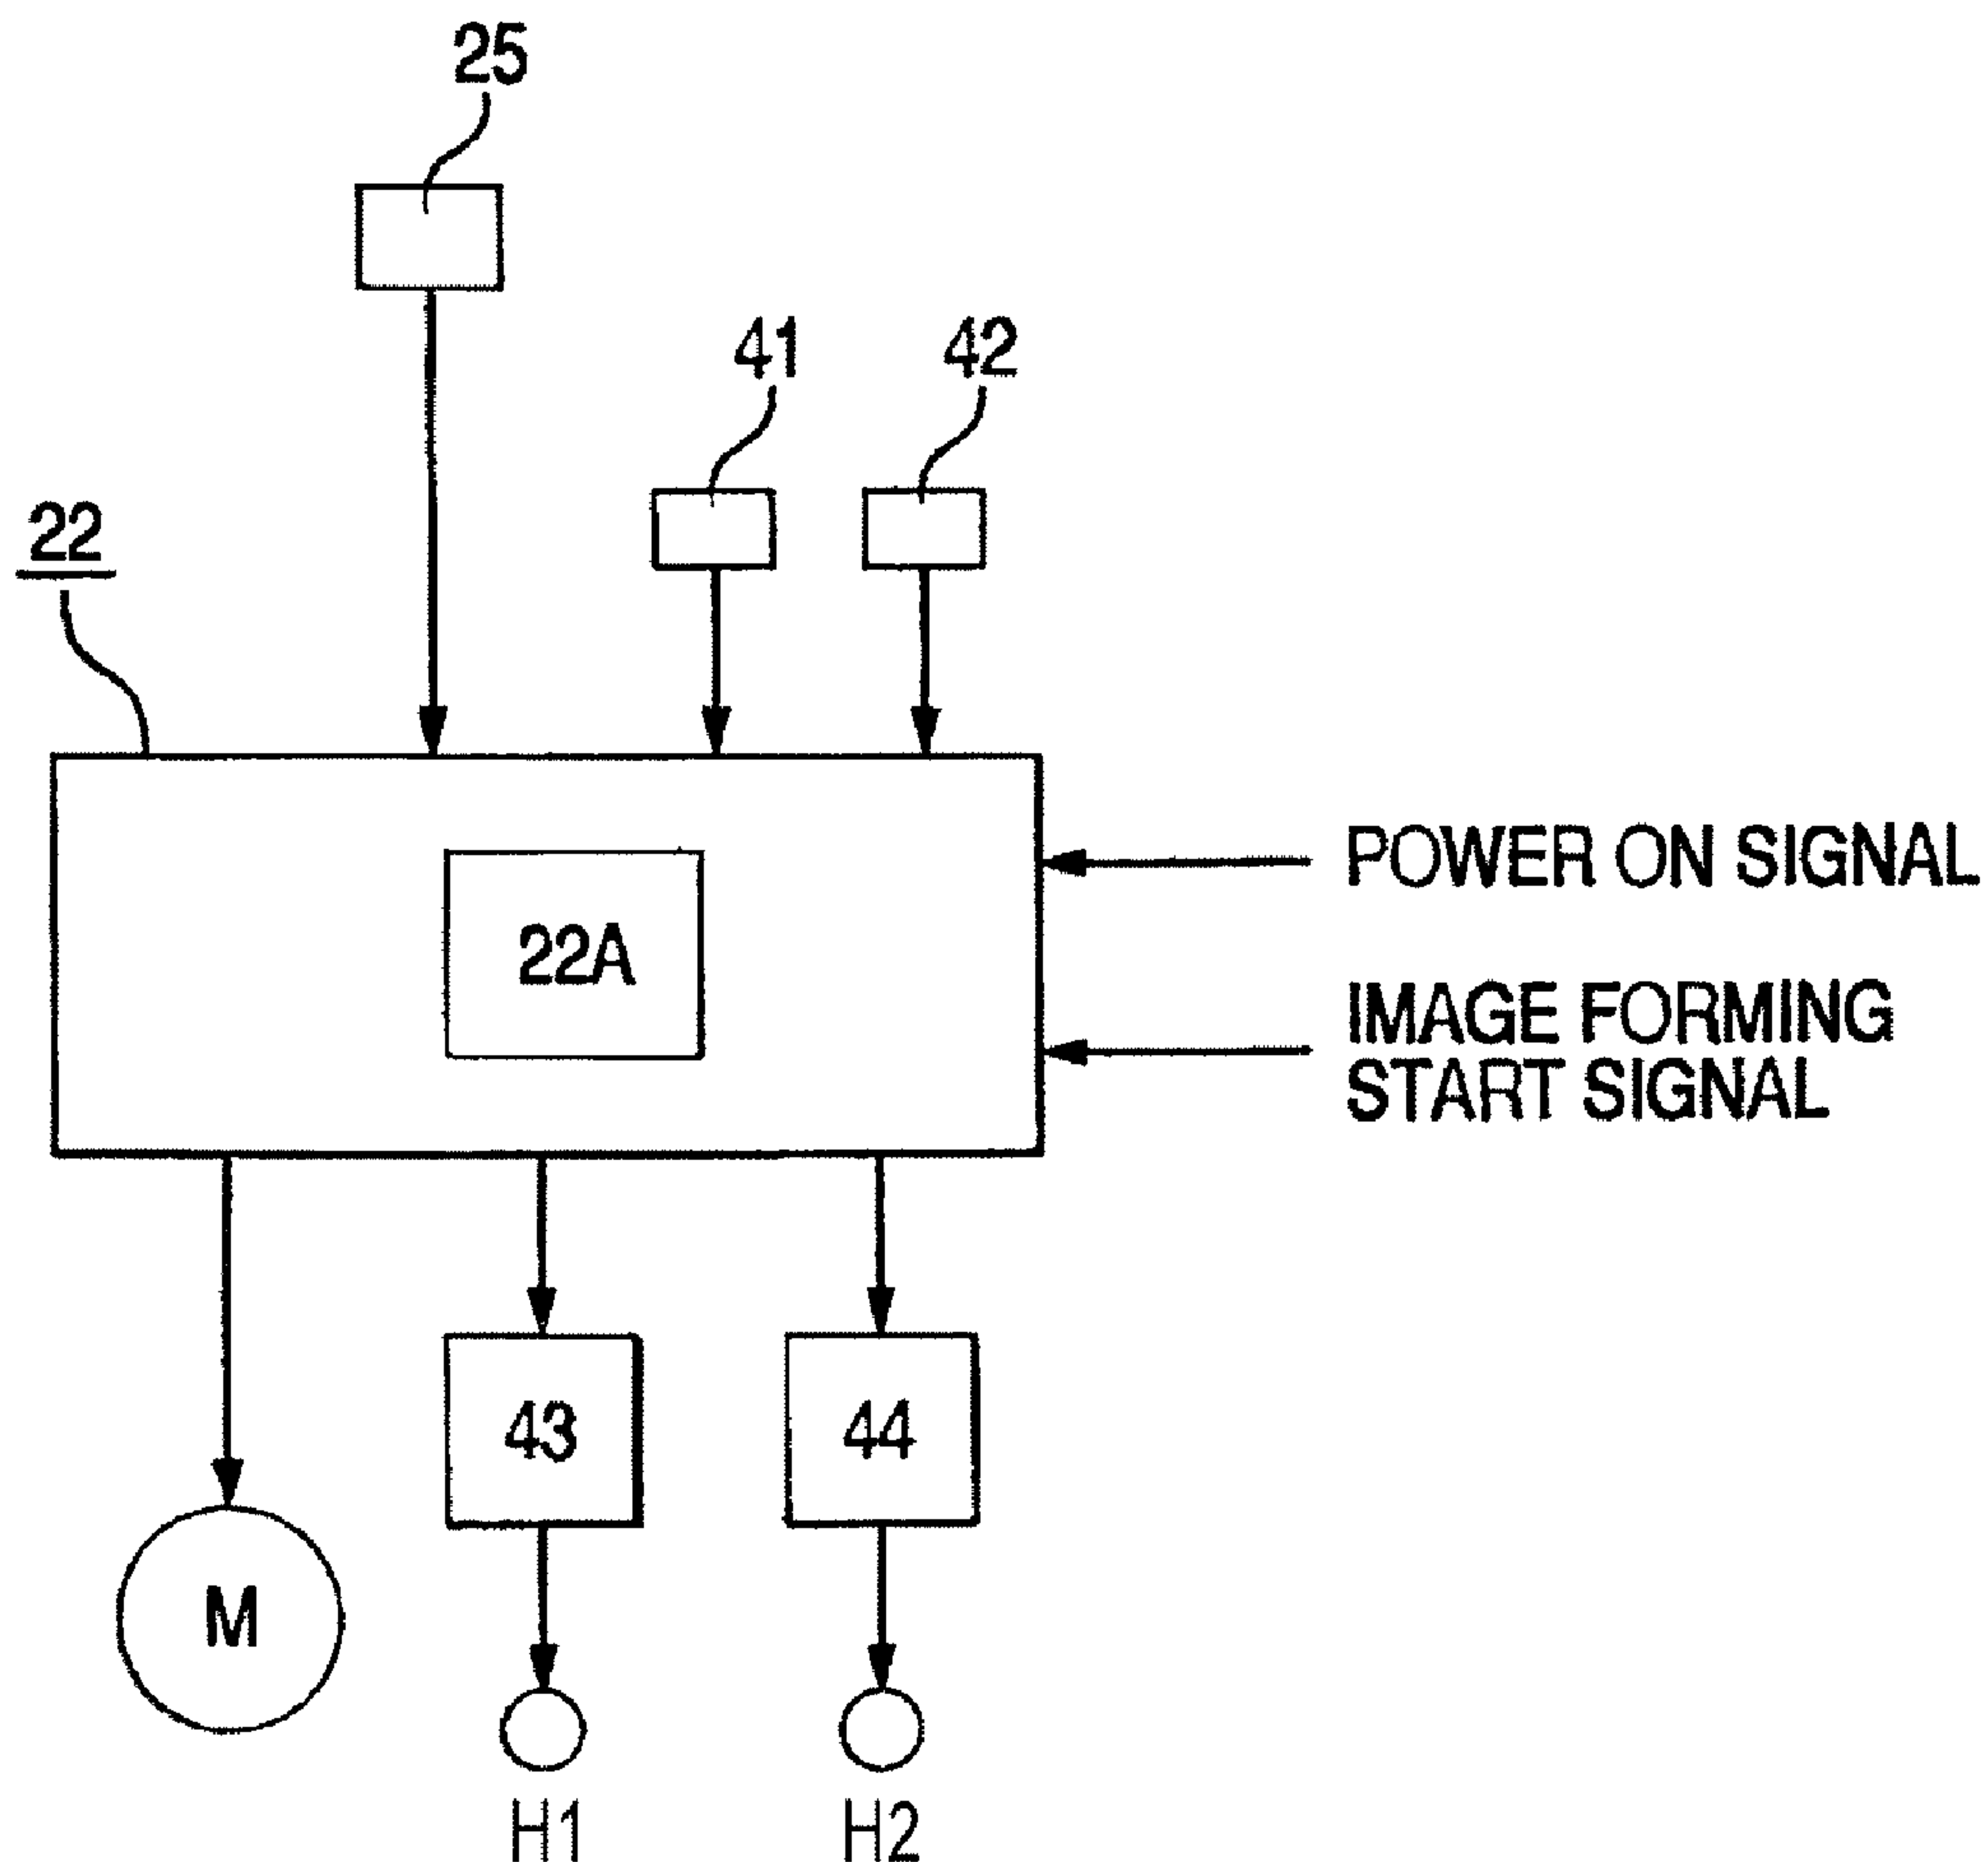 25
41
42
22
POWER ON SIGNAL
22A
IMAGE FORMING
START SIGNAL
43
44
M
H1
H2